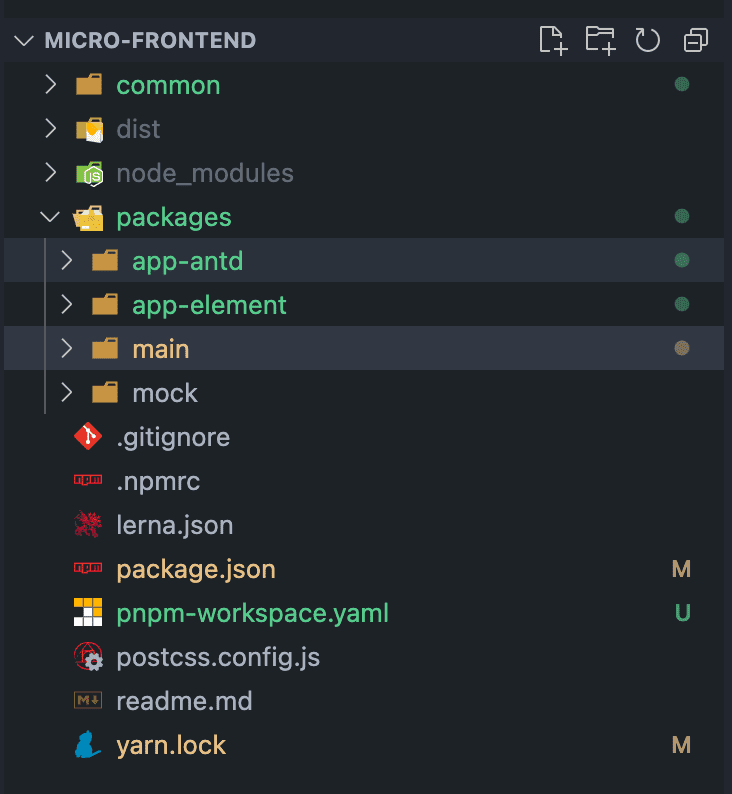 MICRO-FRONTEND
common
dist
node_modules
packages
app-antd
app-element
main
mock
.gitignore
.npmrc
lerna.json
package.json M
pnpm-workspace.yaml U
postcss.config.js
readme.md
yarn.lock M